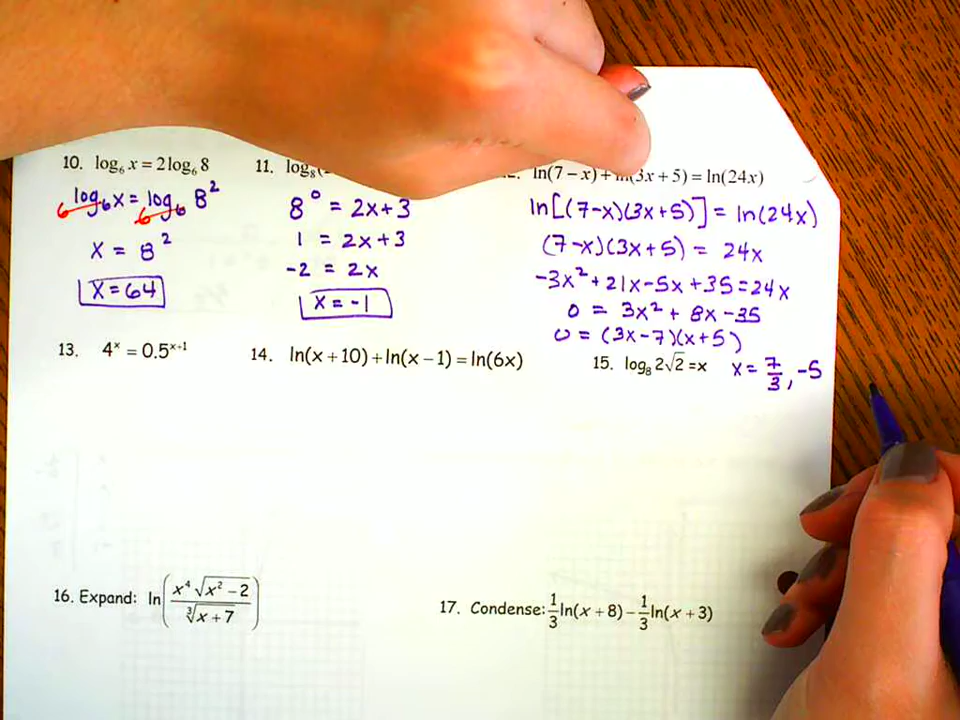 10. log₆ x = 2log₆ 8
log₆x = log₆ 8²
6 6
x = 8²
x = 64
11. log₈(
8⁰ = 2x+3
1 = 2x+3
-2 = 2x
x = -1
ln(7 − x) + (3x + 5) = ln(24x)
ln[(7-x)(3x+5)] = ln(24x)
(7-x)(3x+5) = 24x
-3x²+21x-5x+35=24x
0 = 3x² + 8x -35
0 = (3x-7)(x+5)
x = 7/3, -5
13. 4ˣ = 0.5ˣ⁺¹
14. ln(x + 10) + ln(x − 1) = ln(6x)
15. log₈ 2√2 = x
16. Expand: ln(x⁴√(x² − 2) / ∛(x + 7))
17. Condense: 1/3 ln(x + 8) − 1/3 ln(x + 3)